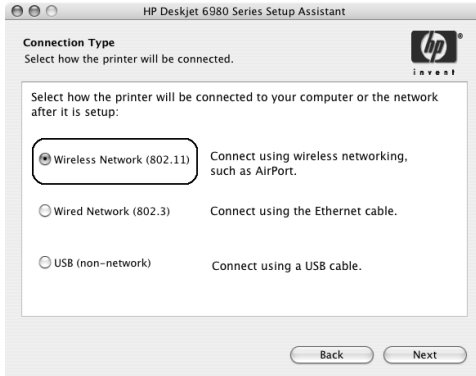 HP Deskjet 6980 Series Setup Assistant
Connection Type
Select how the printer will be connected.
hp
invent
Select how the printer will be connected to your computer or the network
after it is setup:
Wireless Network (802.11)
Connect using wireless networking,
such as AirPort.
Wired Network (802.3)
Connect using the Ethernet cable.
USB (non-network)
Connect using a USB cable.
Back
Next